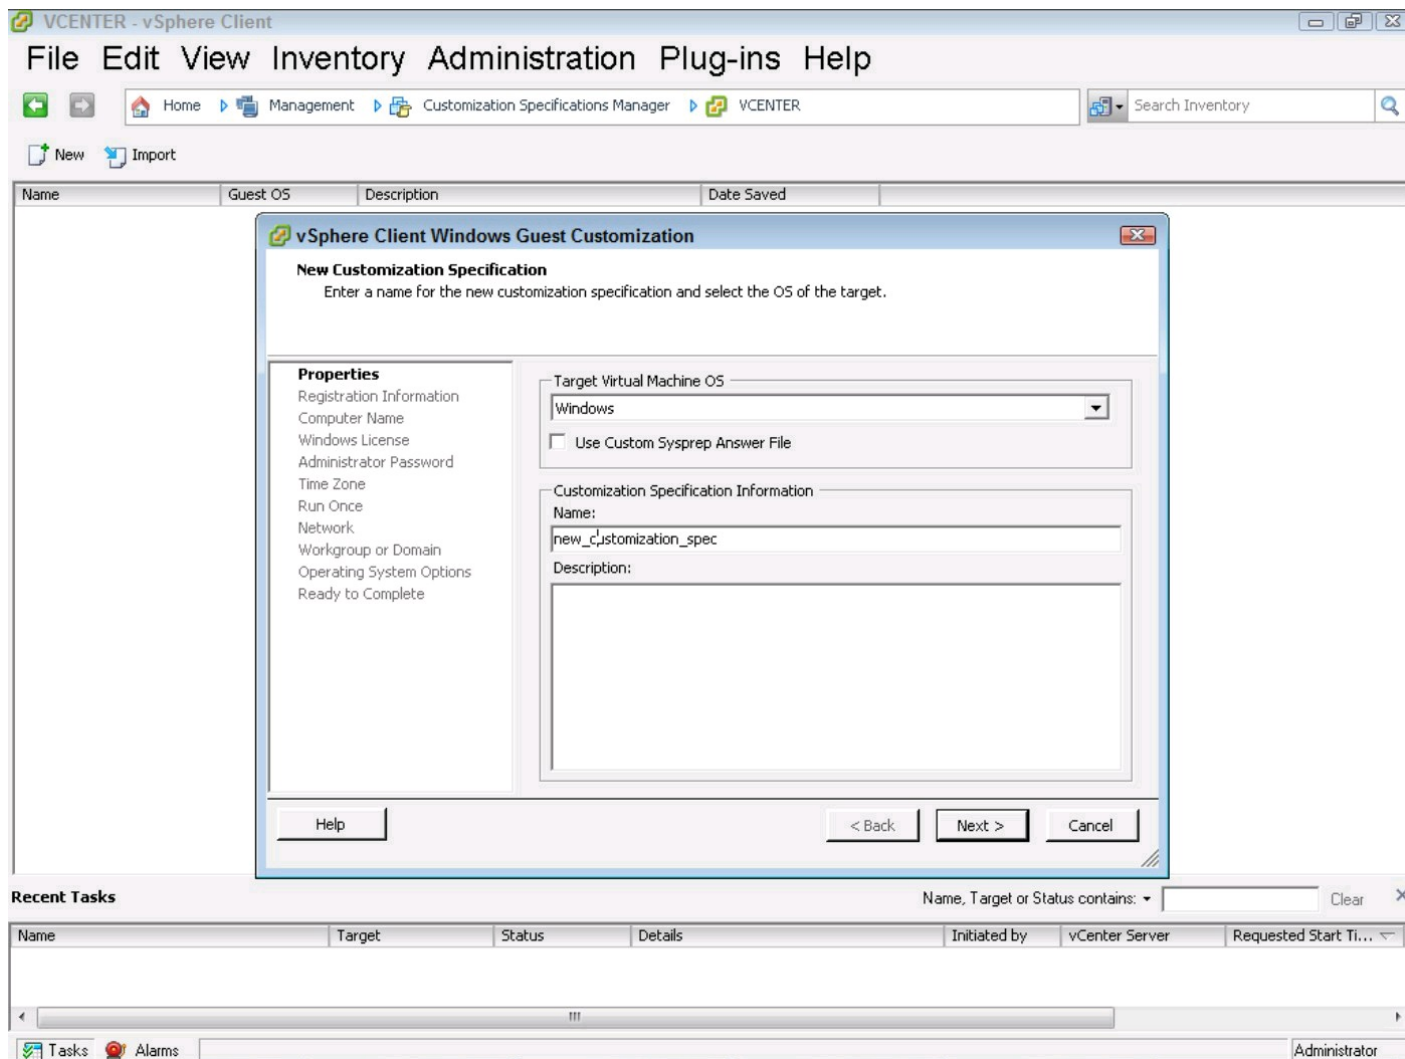 VCENTER - vSphere Client
File Edit View Inventory Administration Plug-ins Help
Home Management Customization Specifications Manager VCENTER Search Inventory
New Import
Name Guest OS Description Date Saved
vSphere Client Windows Guest Customization
New Customization Specification
Enter a name for the new customization specification and select the OS of the target.
Properties
Registration Information
Computer Name
Windows License
Administrator Password
Time Zone
Run Once
Network
Workgroup or Domain
Operating System Options
Ready to Complete
Target Virtual Machine OS
Windows
Use Custom Sysprep Answer File
Customization Specification Information
Name:
new_customization_spec
Description:
Help < Back Next > Cancel
Recent Tasks Name, Target or Status contains: Clear
Name Target Status Details Initiated by vCenter Server Requested Start Ti...
Tasks Alarms Administrator